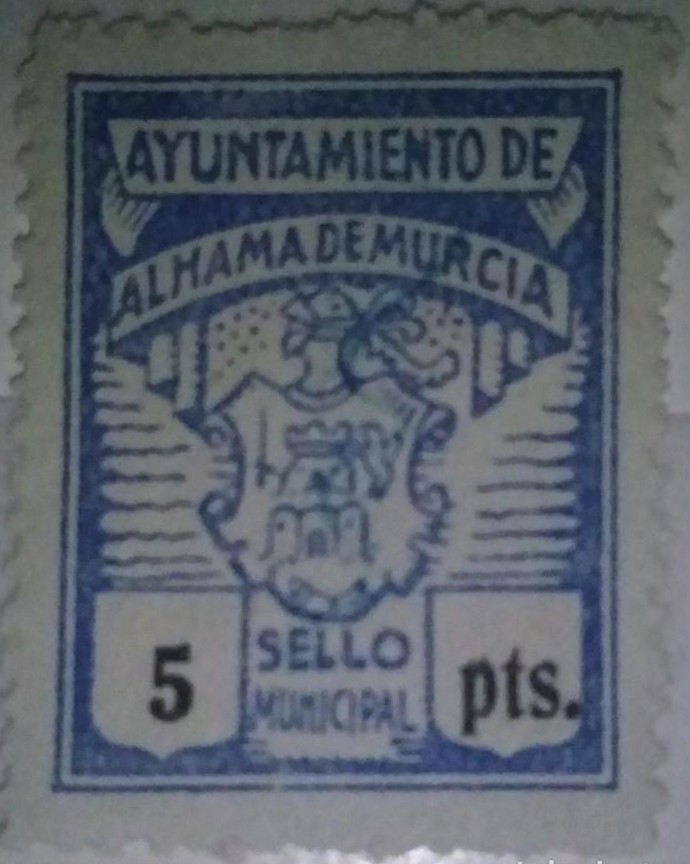 AYUNTAMIENTO DE
ALHAMA DE MURCIA
SELLO
MUNICIPAL
5 pts.